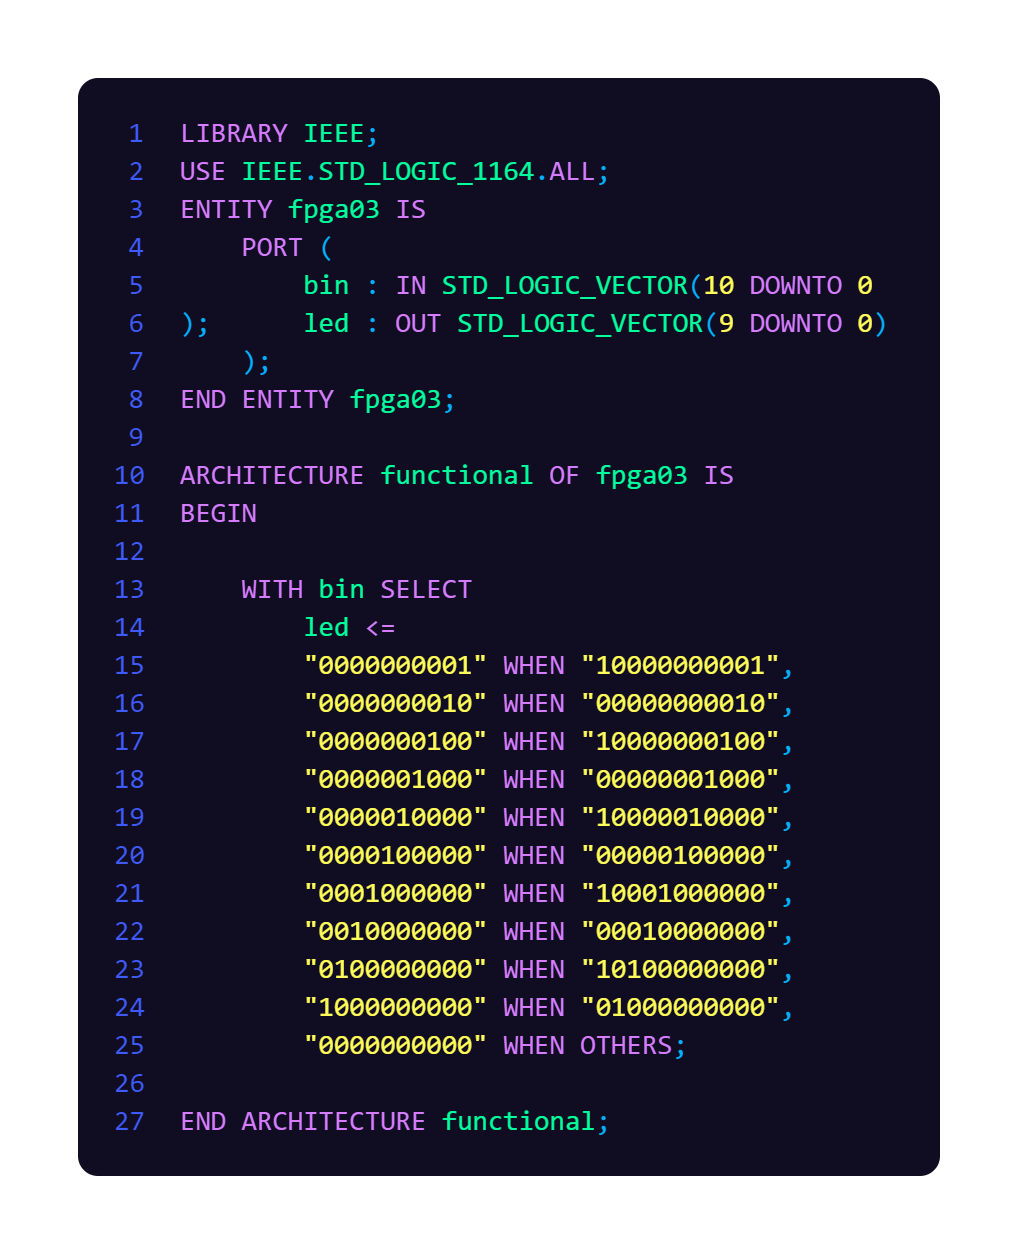 1 LIBRARY IEEE;
2 USE IEEE.STD_LOGIC_1164.ALL;
3 ENTITY fpga03 IS
4     PORT (
5         bin : IN STD_LOGIC_VECTOR(10 DOWNTO 0
6 );      led : OUT STD_LOGIC_VECTOR(9 DOWNTO 0)
7     );
8 END ENTITY fpga03;
9
10 ARCHITECTURE functional OF fpga03 IS
11 BEGIN
12
13     WITH bin SELECT
14         led <=
15         "0000000001" WHEN "10000000001",
16         "0000000010" WHEN "00000000010",
17         "0000000100" WHEN "10000000100",
18         "0000001000" WHEN "00000001000",
19         "0000010000" WHEN "10000010000",
20         "0000100000" WHEN "00000100000",
21         "0001000000" WHEN "10001000000",
22         "0010000000" WHEN "00010000000",
23         "0100000000" WHEN "10100000000",
24         "1000000000" WHEN "01000000000",
25         "0000000000" WHEN OTHERS;
26
27 END ARCHITECTURE functional;